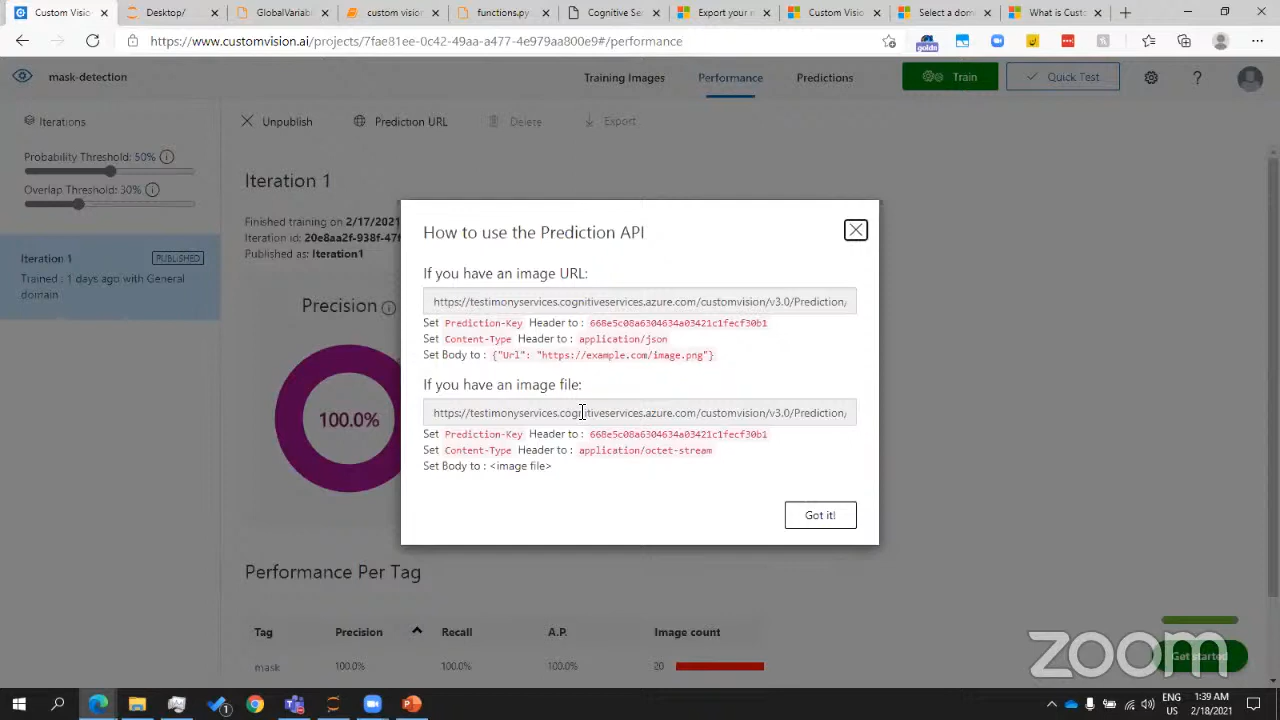 Custom Vision
Desktop/
GlobalVariabl
custom vision
functions.py
Cognitive Ser
Export your m
Custom Vision
Select a doma
What is Custo
https://www.customvision.ai/projects/7fae81ee-0c42-49aa-a477-4e979aa800e9#/performance
goldn
mask-detection
Training Images
Performance
Predictions
Train
Quick Test
Iterations
Unpublish
Prediction URL
Delete
Export
Probability Threshold: 50%
Overlap Threshold: 30%
Iteration 1
PUBLISHED
Trained : 1 days ago with General
domain
Iteration 1
Finished training on 2/17/2021
Iteration id: 20e8aa2f-938f-47f
Published as: Iteration1
Precision
100.0%
How to use the Prediction API
If you have an image URL:
https://testimonyservices.cognitiveservices.azure.com/customvision/v3.0/Prediction/
Set Prediction-Key Header to : 668e5c08a6304634a03421c1fecf30b1
Set Content-Type Header to : application/json
Set Body to : {"Url": "https://example.com/image.png"}
If you have an image file:
https://testimonyservices.cognitiveservices.azure.com/customvision/v3.0/Prediction/
Set Prediction-Key Header to : 668e5c08a6304634a03421c1fecf30b1
Set Content-Type Header to : application/octet-stream
Set Body to : <image file>
Got it!
Performance Per Tag
Tag Precision Recall A.P. Image count
mask 100.0% 100.0% 100.0% 20
Get started
zoom
ENG
US
1:39 AM
2/18/2021